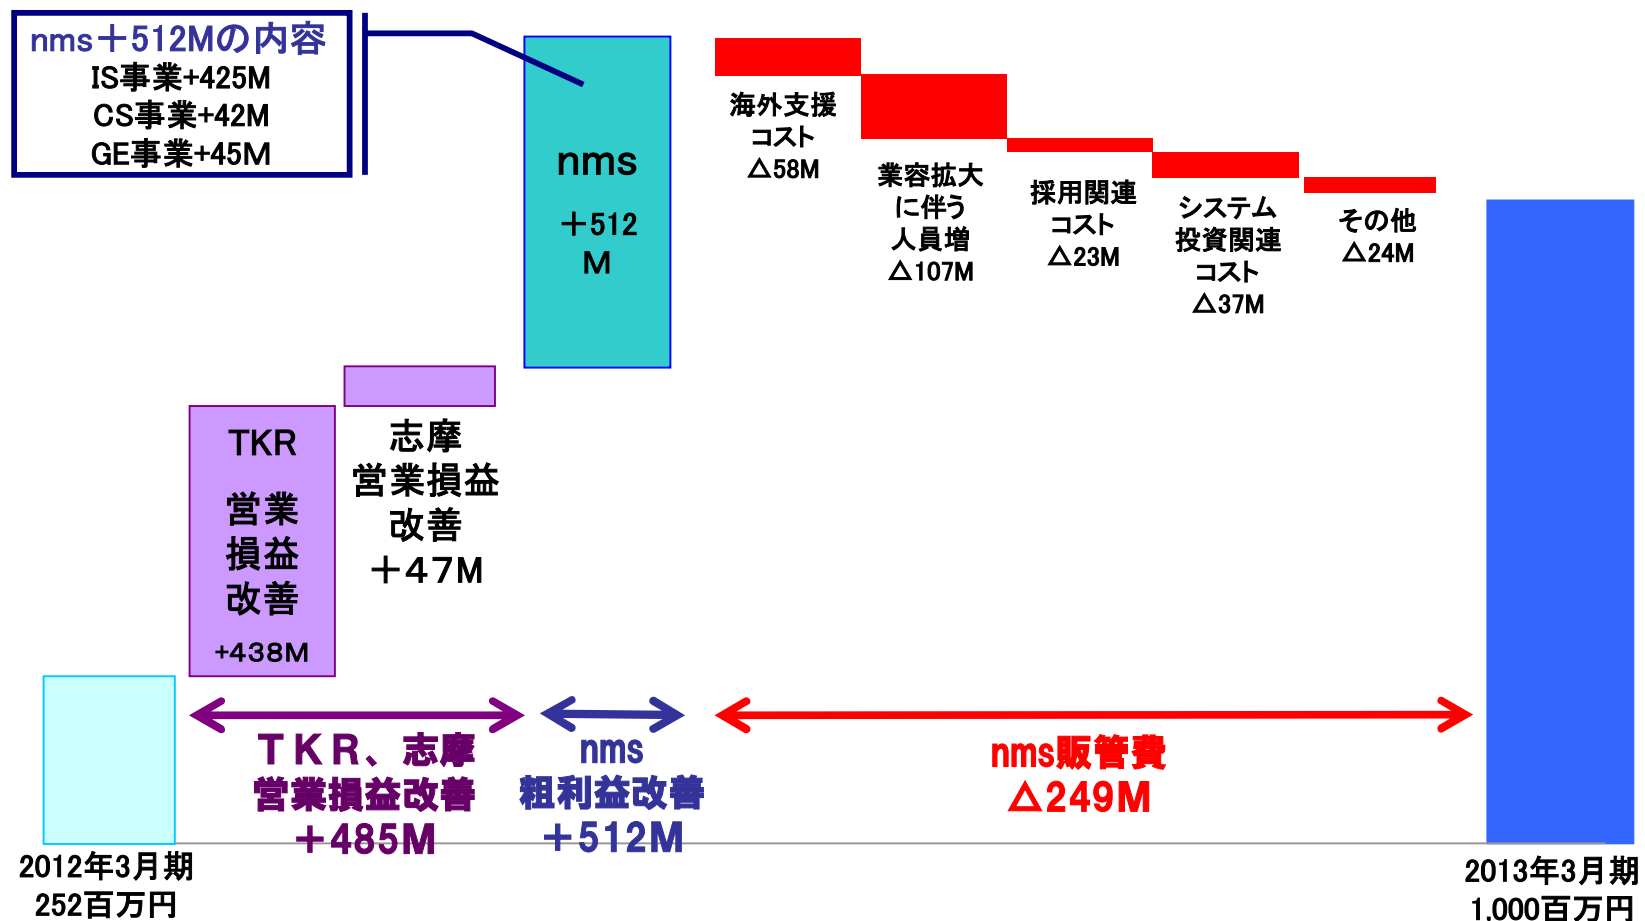 nms＋512Mの内容
IS事業+425M
CS事業+42M
GE事業+45M
nms
＋512
M
海外支援
コスト
△58M
業容拡大
に伴う
人員増
△107M
採用関連
コスト
△23M
システム
投資関連
コスト
△37M
その他
△24M
TKR
営業
損益
改善
+438M
志摩
営業損益
改善
＋47M
ＴＫＲ、志摩
営業損益改善
＋485M
nms
粗利益改善
＋512M
nms販管費
△249M
2012年3月期
252百万円
2013年3月期
1,000百万円